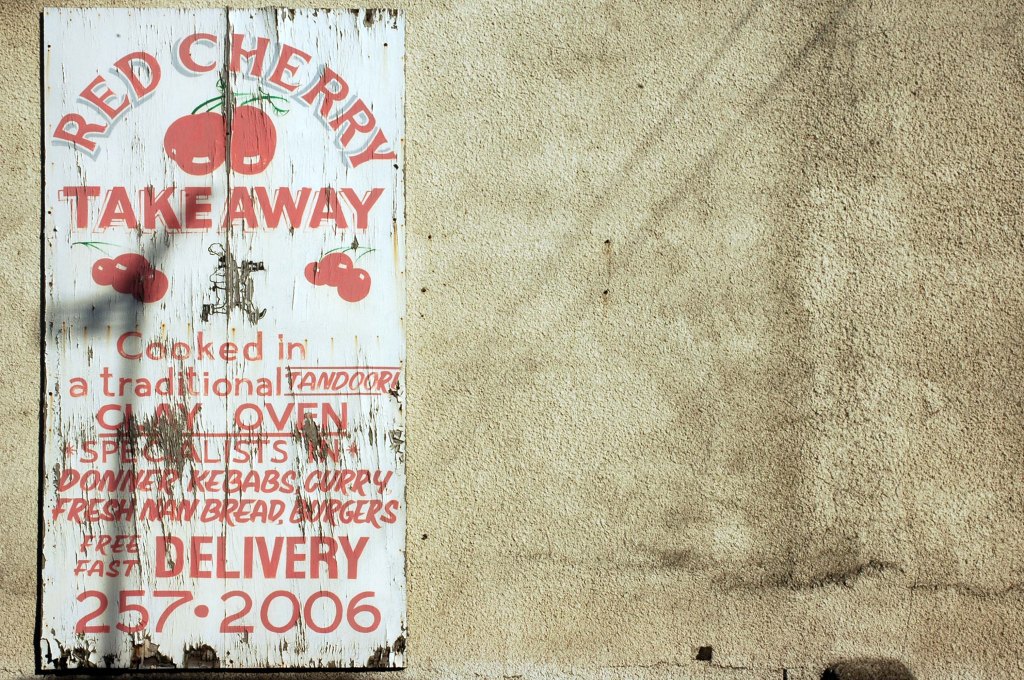 RED CHERRY
TAKE AWAY
Cooked in
a traditional TANDOORI
CLAY OVEN
*SPECIALISTS IN*
DONNER KEBABS, CURRY
FRESH NAN BREAD, BURGERS
FREE
FAST DELIVERY
257·2006